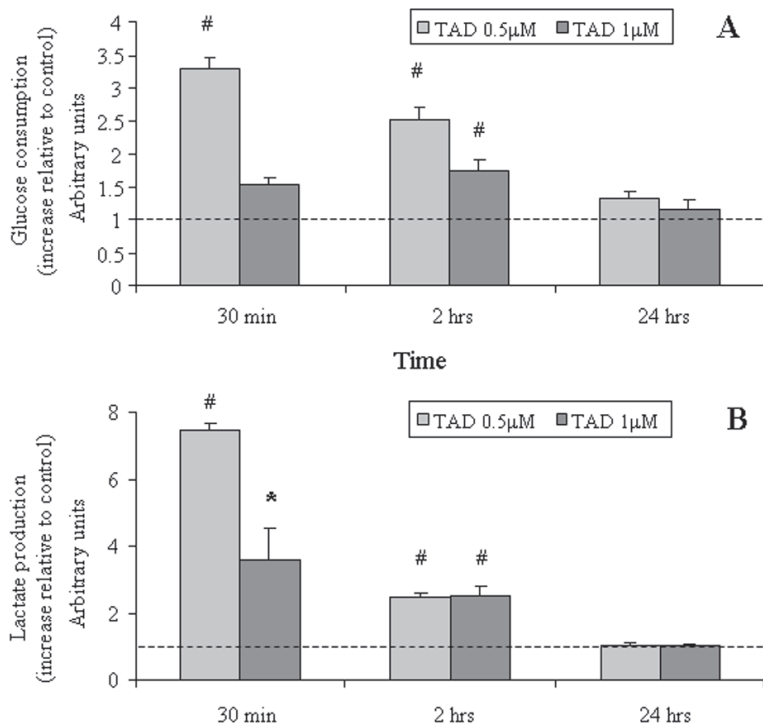 TAD 0.5µM TAD 1µM
A
Glucose consumption
(increase relative to control)
Arbitrary units
4
3.5
3
2.5
2
1.5
1
0.5
0
#
#
#
30 min 2 hrs 24 hrs
Time
TAD 0.5µM TAD 1µM
B
Lactate production
(increase relative to control)
Arbitrary units
8
6
4
2
0
#
*
# #
30 min 2 hrs 24 hrs